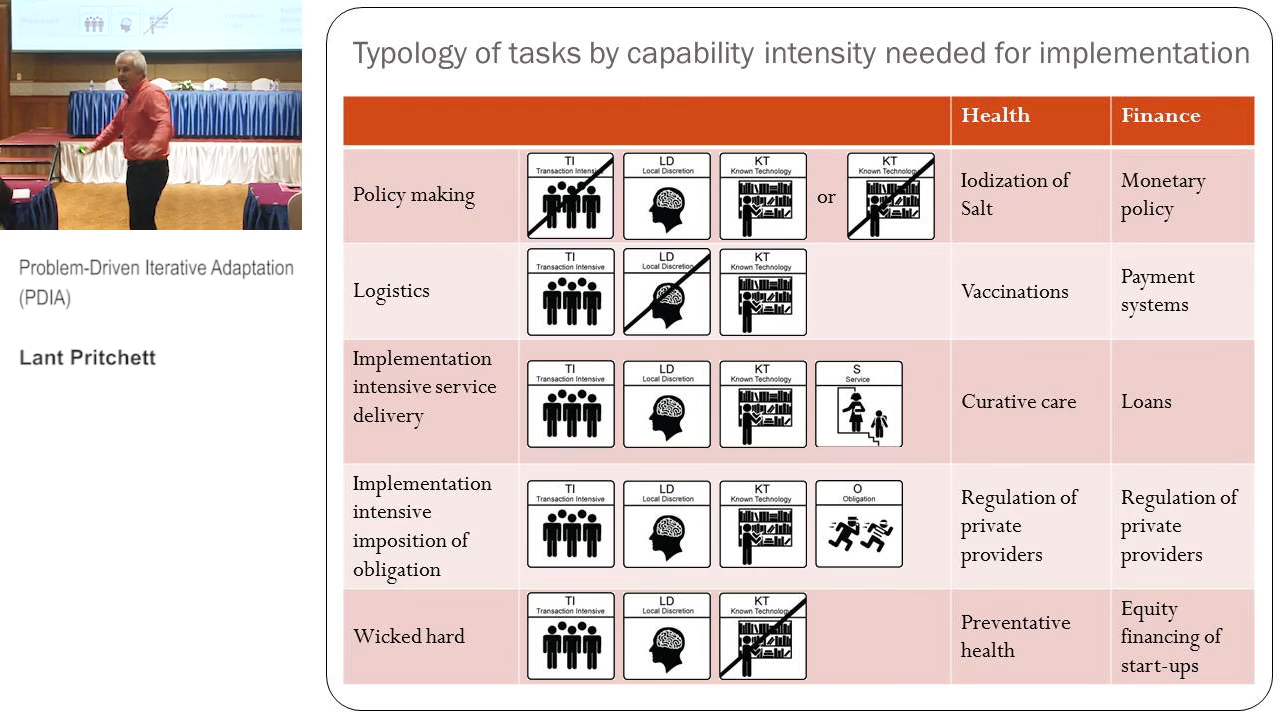 Typology of tasks by capability intensity needed for implementation
Problem-Driven Iterative Adaptation
(PDIA)
Lant Pritchett
Health
Finance
Policy making
TI
Transaction Intensive
LD
Local Discretion
KT
Known Technology
or
KT
Known Technology
Iodization of
Salt
Monetary
policy
Logistics
TI
Transaction Intensive
LD
Local Discretion
KT
Known Technology
Vaccinations
Payment
systems
Implementation
intensive service
delivery
TI
Transaction Intensive
LD
Local Discretion
KT
Known Technology
S
Service
Curative care
Loans
Implementation
intensive
imposition of
obligation
TI
Transaction Intensive
LD
Local Discretion
KT
Known Technology
O
Obligation
Regulation of
private
providers
Regulation of
private
providers
Wicked hard
TI
Transaction Intensive
LD
Local Discretion
KT
Known Technology
Preventative
health
Equity
financing of
start-ups